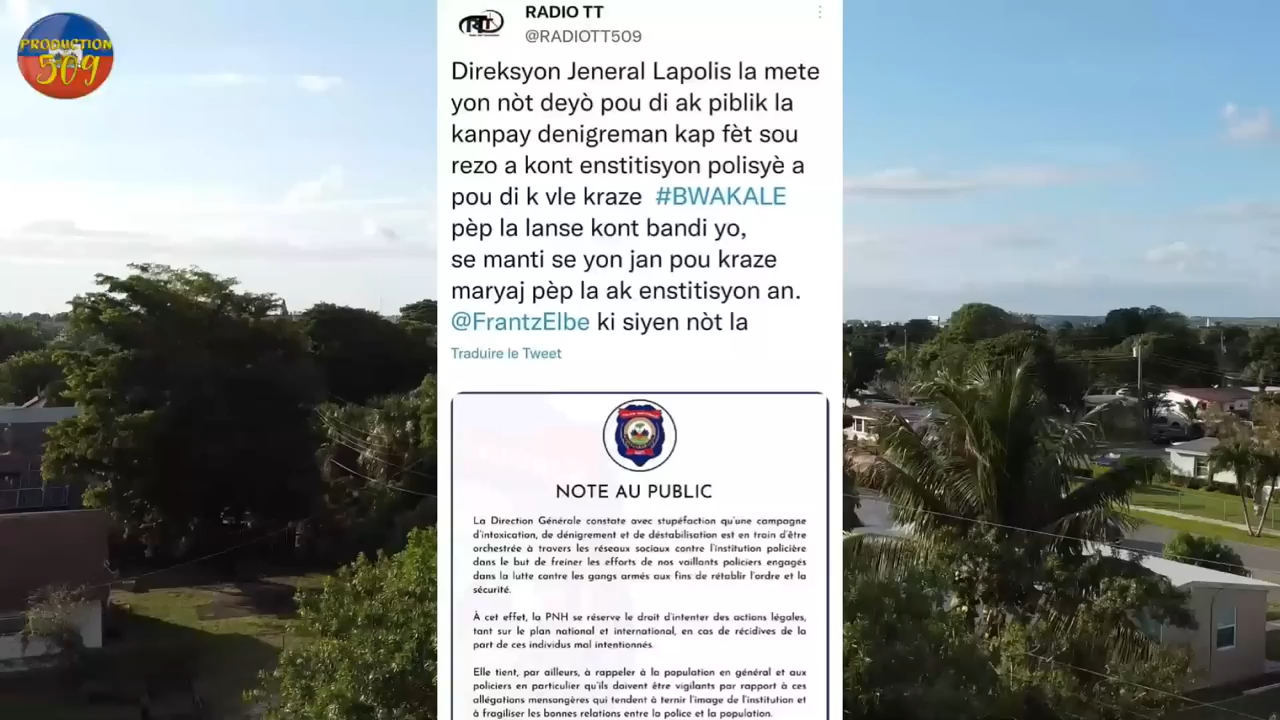 PRODUCTION
509
RADIO TT
@RADIOTT509
Direksyon Jeneral Lapolis la mete
yon nòt deyò pou di ak piblik la
kanpay denigreman kap fèt sou
rezo a kont enstitisyon polisyè a
pou di k vle kraze #BWAKALE
pèp la lanse kont bandi yo,
se manti se yon jan pou kraze
maryaj pèp la ak enstitisyon an.
@FrantzElbe ki siyen nòt la
Traduire le Tweet
NOTE AU PUBLIC
La Direction Générale constate avec stupéfaction qu'une campagne
d'intoxication, de dénigrement et de déstabilisation est en train d'être
orchestrée à travers les réseaux sociaux contre l'institution policière
dans le but de freiner les efforts de nos vaillants policiers engagés
dans la lutte contre les gangs armés aux fins de rétablir l'ordre et la
sécurité.
À cet effet, la PNH se réserve le droit d'intenter des actions légales,
tant sur le plan national et international, en cas de récidives de la
part de ces individus mal intentionnés.
Elle tient, par ailleurs, à rappeler à la population en général et aux
policiers en particulier qu'ils doivent être vigilants par rapport à ces
allégations mensongères qui tendent à ternir l'image de l'institution et
à fragiliser les bonnes relations entre la police et la population.